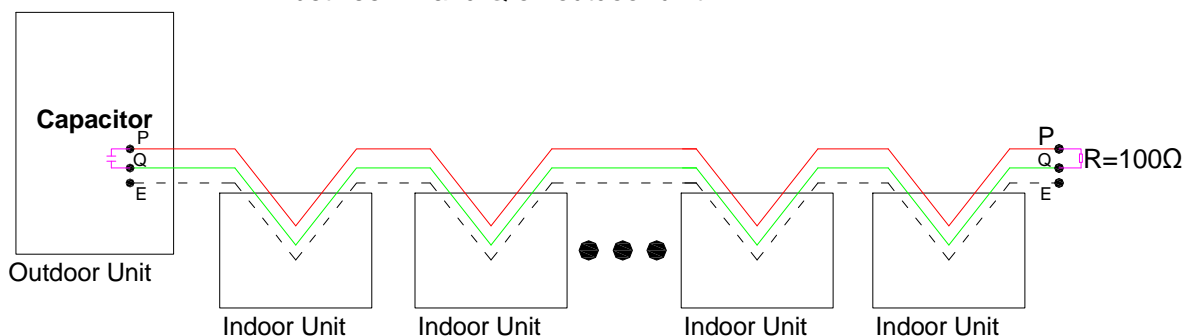 Capacitor
P
Q
E
Outdoor Unit
P
Q
E
R=100Ω
Indoor Unit
Indoor Unit
Indoor Unit
Indoor Unit